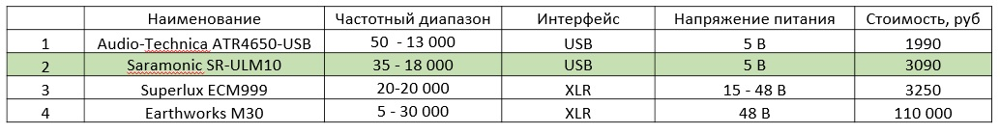 Наименование Частотный диапазон Интерфейс Напряжение питания Стоимость, руб
1 Audio-Technica ATR4650-USB 50 - 13 000 USB 5 В 1990
2 Saramonic SR-ULM10 35 - 18 000 USB 5 В 3090
3 Superlux ECM999 20-20 000 XLR 15 - 48 В 3250
4 Earthworks M30 5 - 30 000 XLR 48 В 110 000